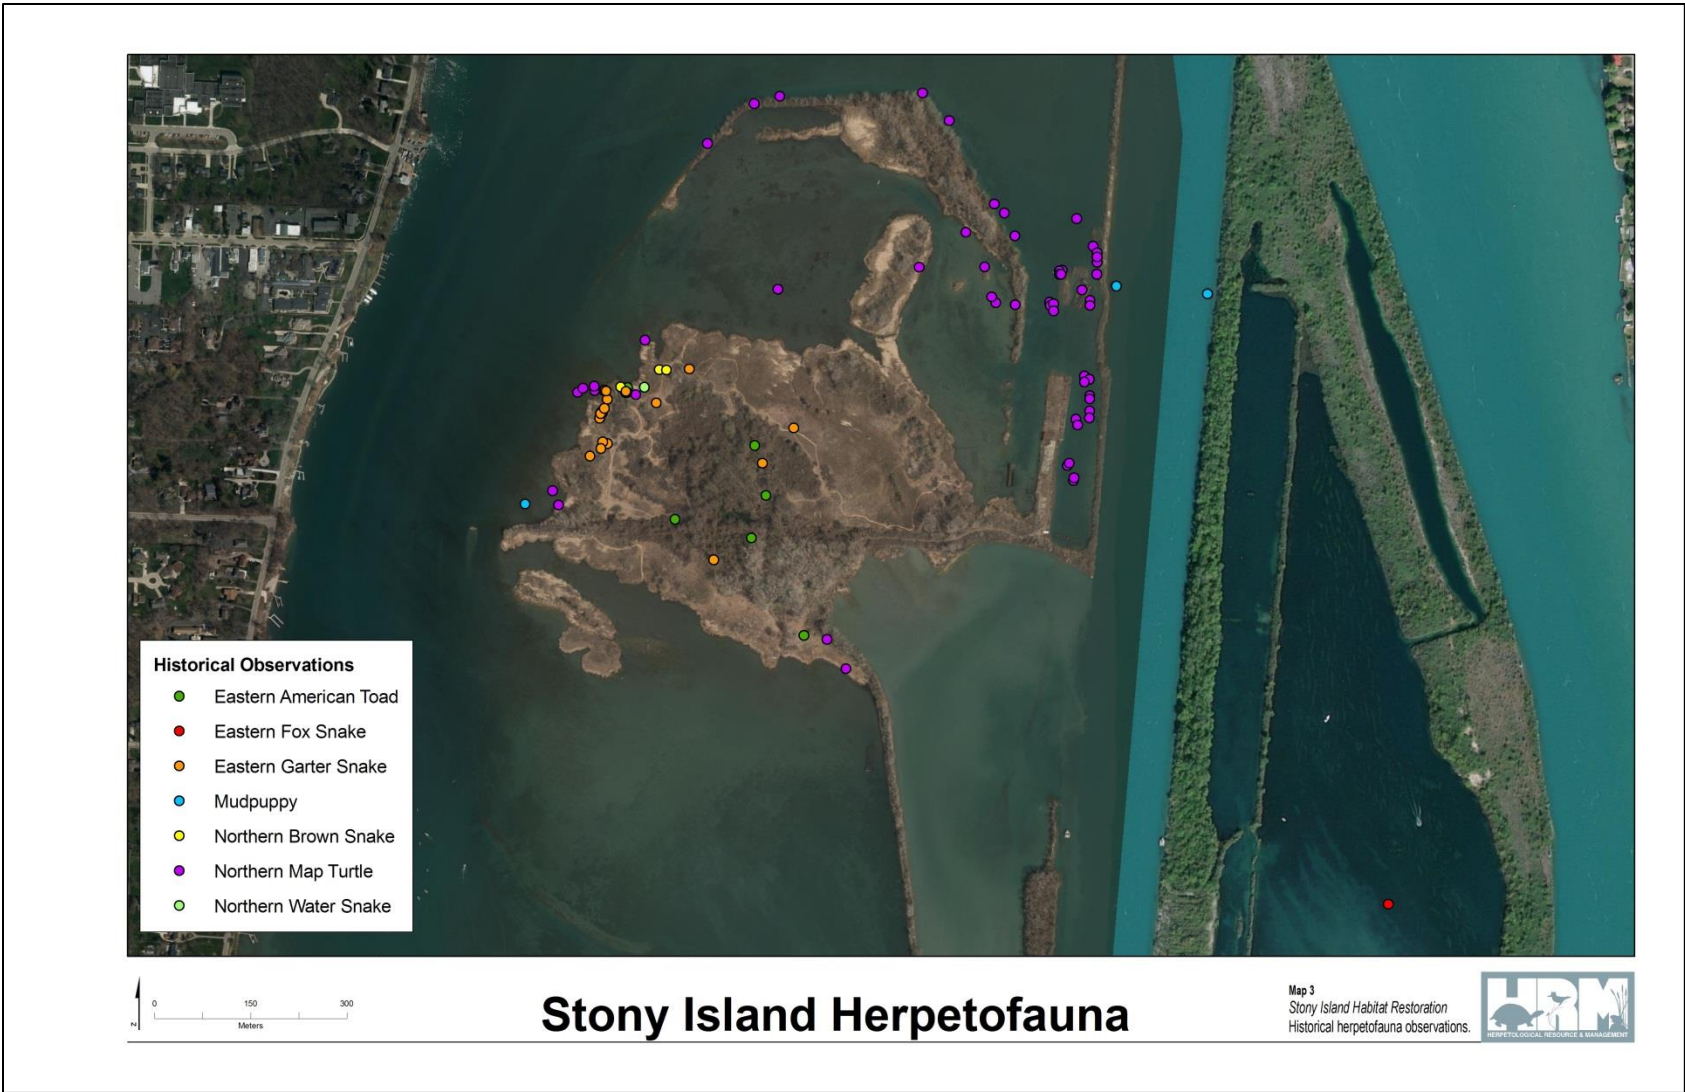 Historical Observations
Eastern American Toad
Eastern Fox Snake
Eastern Garter Snake
Mudpuppy
Northern Brown Snake
Northern Map Turtle
Northern Water Snake
N
0 150 300
Meters
Stony Island Herpetofauna
Map 3
Stony Island Habitat Restoration
Historical herpetofauna observations.
HRM
HERPETOLOGICAL RESOURCE & MANAGEMENT